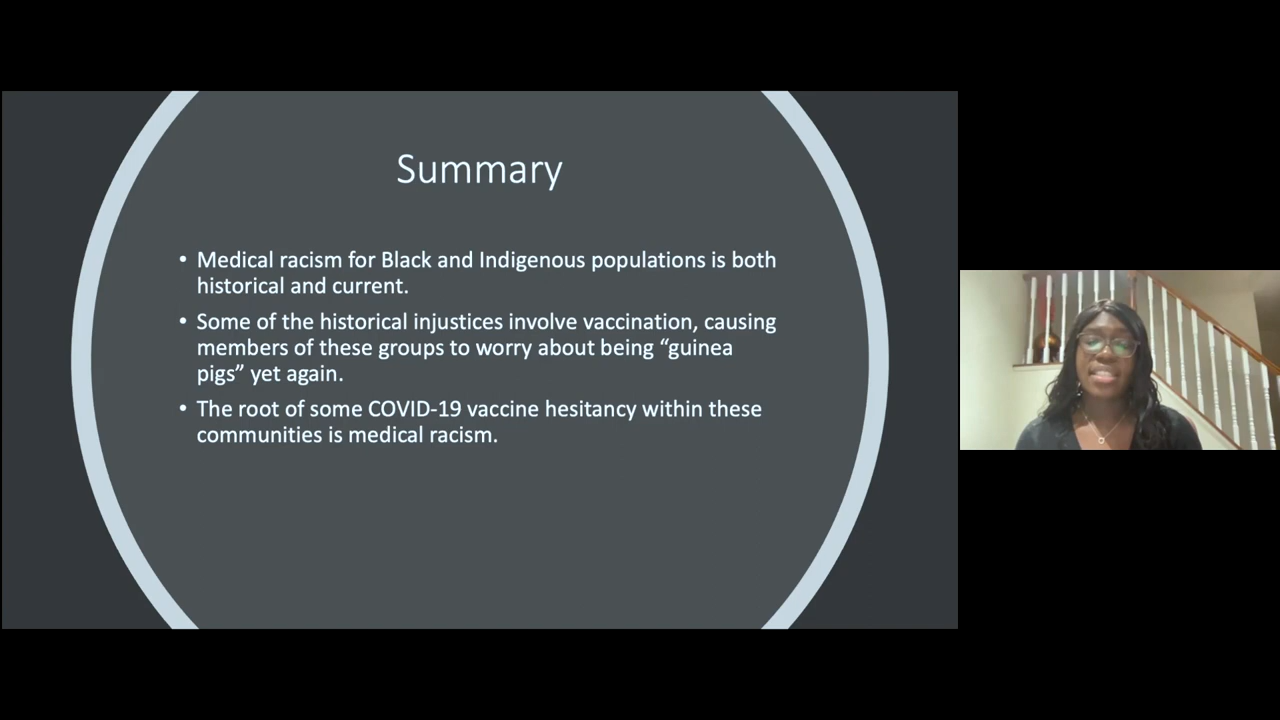 Summary
• Medical racism for Black and Indigenous populations is both
historical and current.
• Some of the historical injustices involve vaccination, causing
members of these groups to worry about being “guinea
pigs” yet again.
• The root of some COVID-19 vaccine hesitancy within these
communities is medical racism.